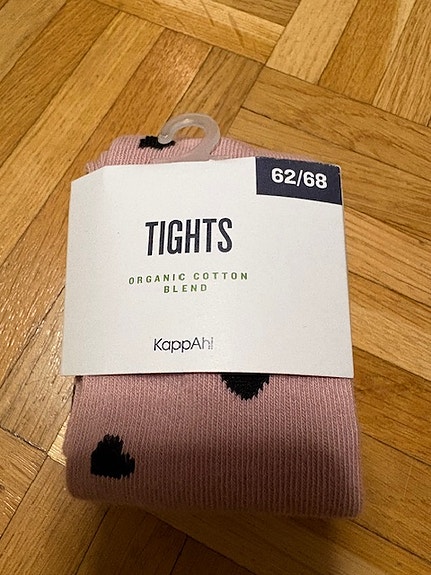 62/68
TIGHTS
ORGANIC COTTON
BLEND
KappAhl